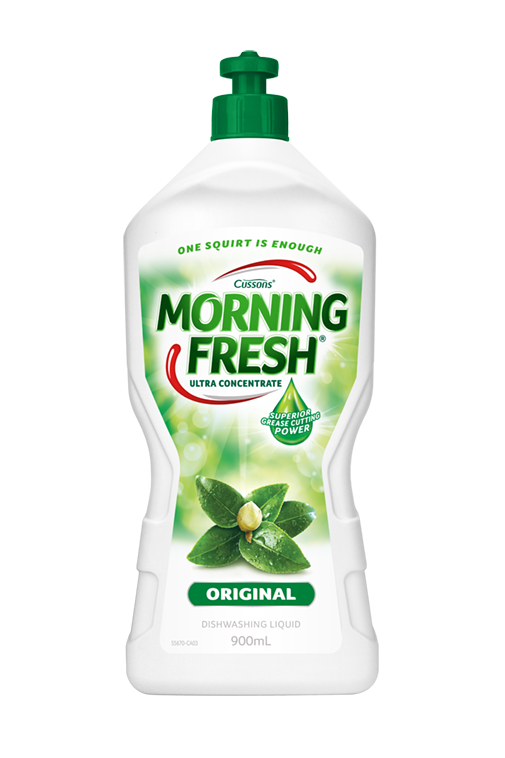 ONE SQUIRT IS ENOUGH
Cussons®
MORNING
FRESH®
ULTRA CONCENTRATE
SUPERIOR
GREASE CUTTING
POWER
ORIGINAL
DISHWASHING LIQUID
900mL